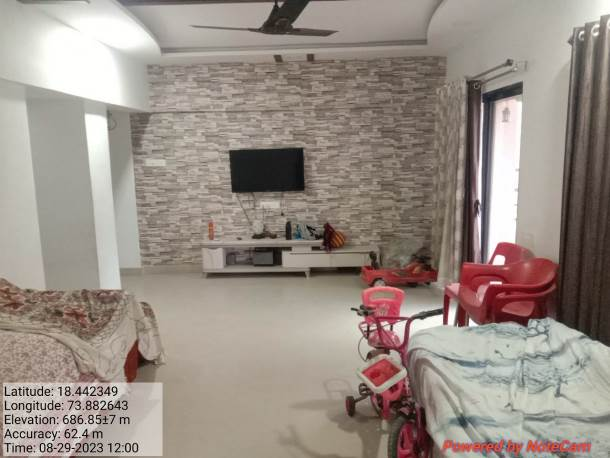 Latitude: 18.442349
Longitude: 73.882643
Elevation: 686.85±7 m
Accuracy: 62.4 m
Time: 08-29-2023 12:00
Powered by NoteCam